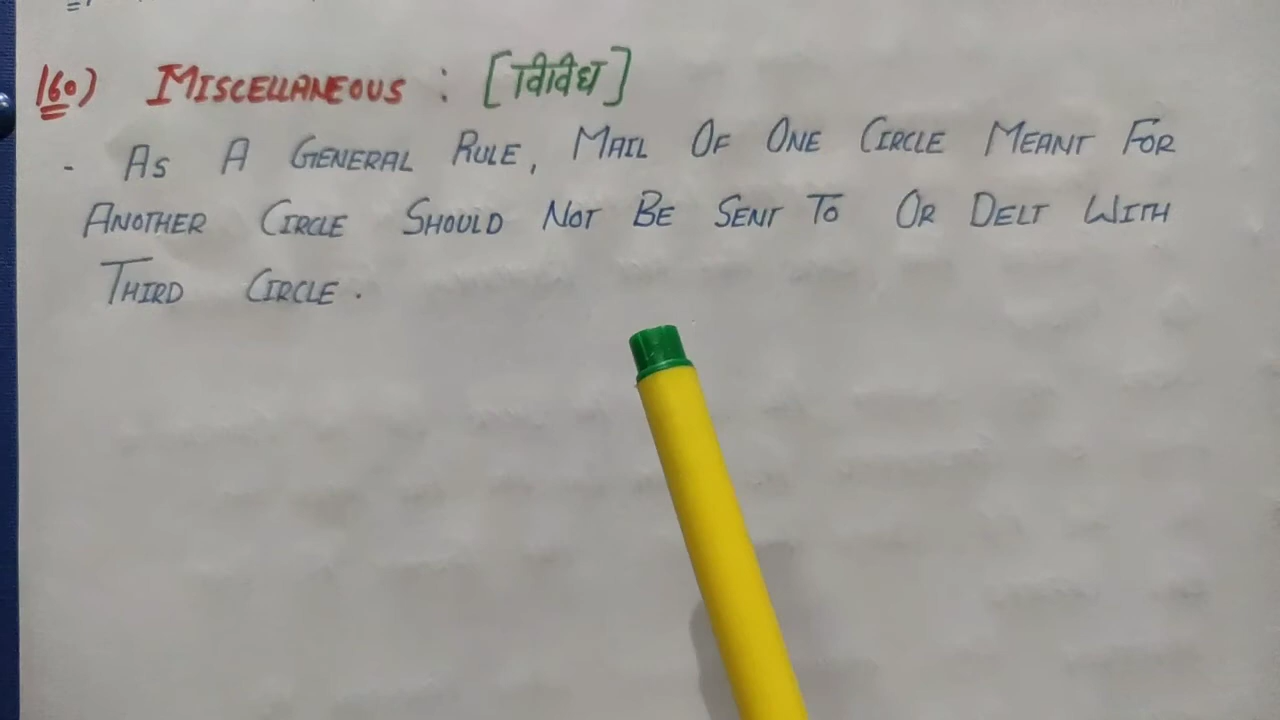 160) MISCELLANEOUS : [विविध]
- AS A GENERAL RULE, MAIL OF ONE CIRCLE MEANT FOR
ANOTHER CIRCLE SHOULD NOT BE SENT TO OR DELT WITH
THIRD CIRCLE.